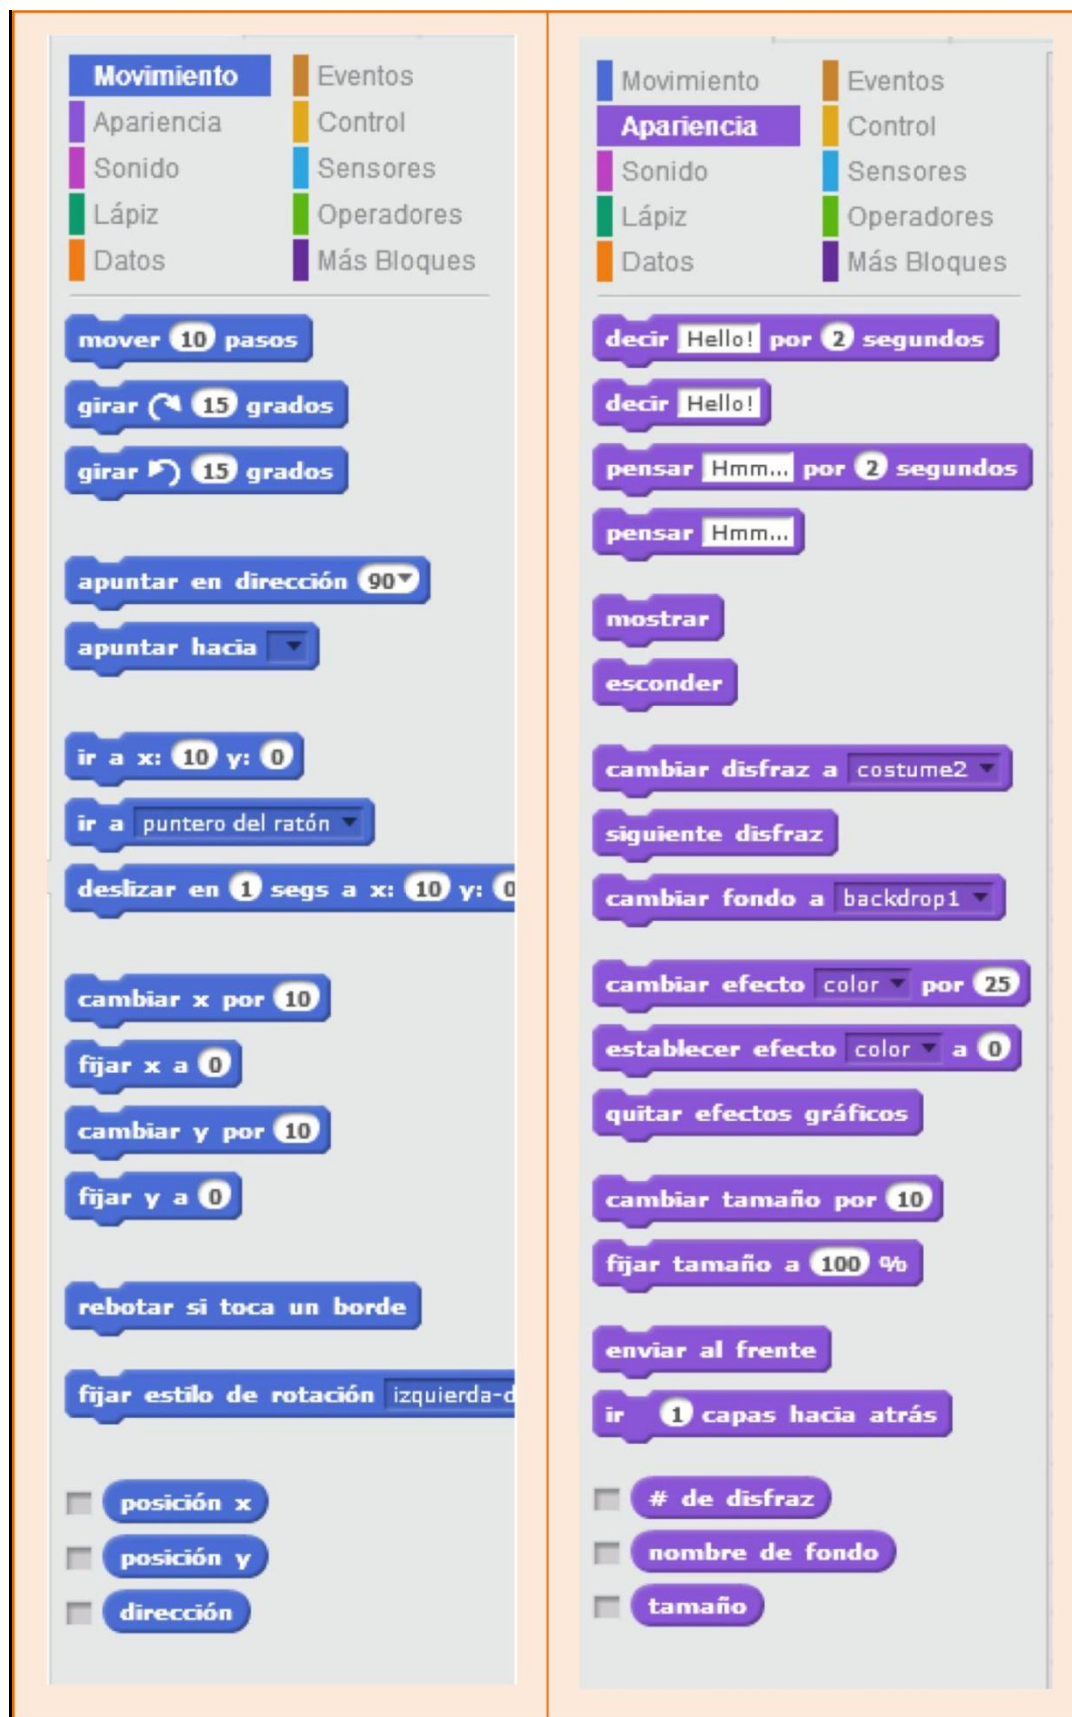 Movimiento Eventos
Apariencia Control
Sonido Sensores
Lápiz Operadores
Datos Más Bloques
mover 10 pasos
girar 15 grados
girar 15 grados
apuntar en dirección 90
apuntar hacia
ir a x: 10 y: 0
ir a puntero del ratón
deslizar en 1 segs a x: 10 y: 0
cambiar x por 10
fijar x a 0
cambiar y por 10
fijar y a 0
rebotar si toca un borde
fijar estilo de rotación izquierda-d
posición x
posición y
dirección
Movimiento Eventos
Apariencia Control
Sonido Sensores
Lápiz Operadores
Datos Más Bloques
decir Hello! por 2 segundos
decir Hello!
pensar Hmm... por 2 segundos
pensar Hmm...
mostrar
esconder
cambiar disfraz a costume2
siguiente disfraz
cambiar fondo a backdrop1
cambiar efecto color por 25
establecer efecto color a 0
quitar efectos gráficos
cambiar tamaño por 10
fijar tamaño a 100 %
enviar al frente
ir 1 capas hacia atrás
# de disfraz
nombre de fondo
tamaño